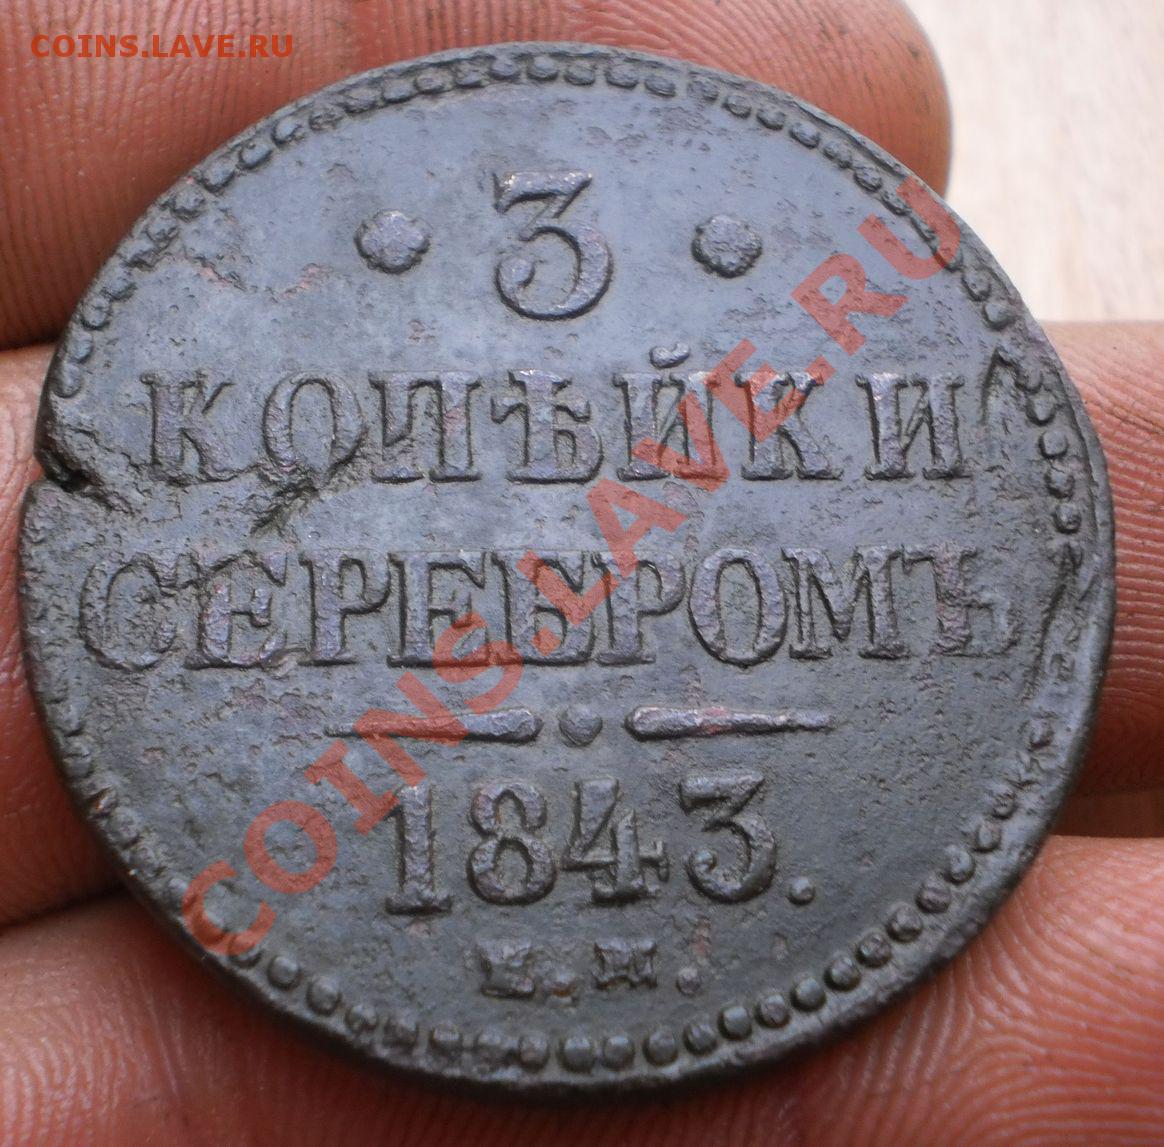 COINS.LAVE.RU
· 3 ·
КОПѢЙКИ
СЕРЕБРОМЪ
1843.
Е.М.
COINS.LAVE.RU